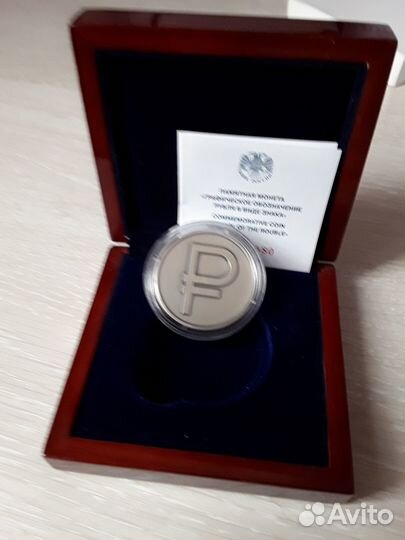 ПАМЯТНАЯ МОНЕТА
«ГРАФИЧЕСКОЕ ОБОЗНАЧЕНИЕ
РУБЛЯ В ВИДЕ ЗНАКА»
COMMEMORATIVE COIN
OF THE ROUBLE»
₽
Avito